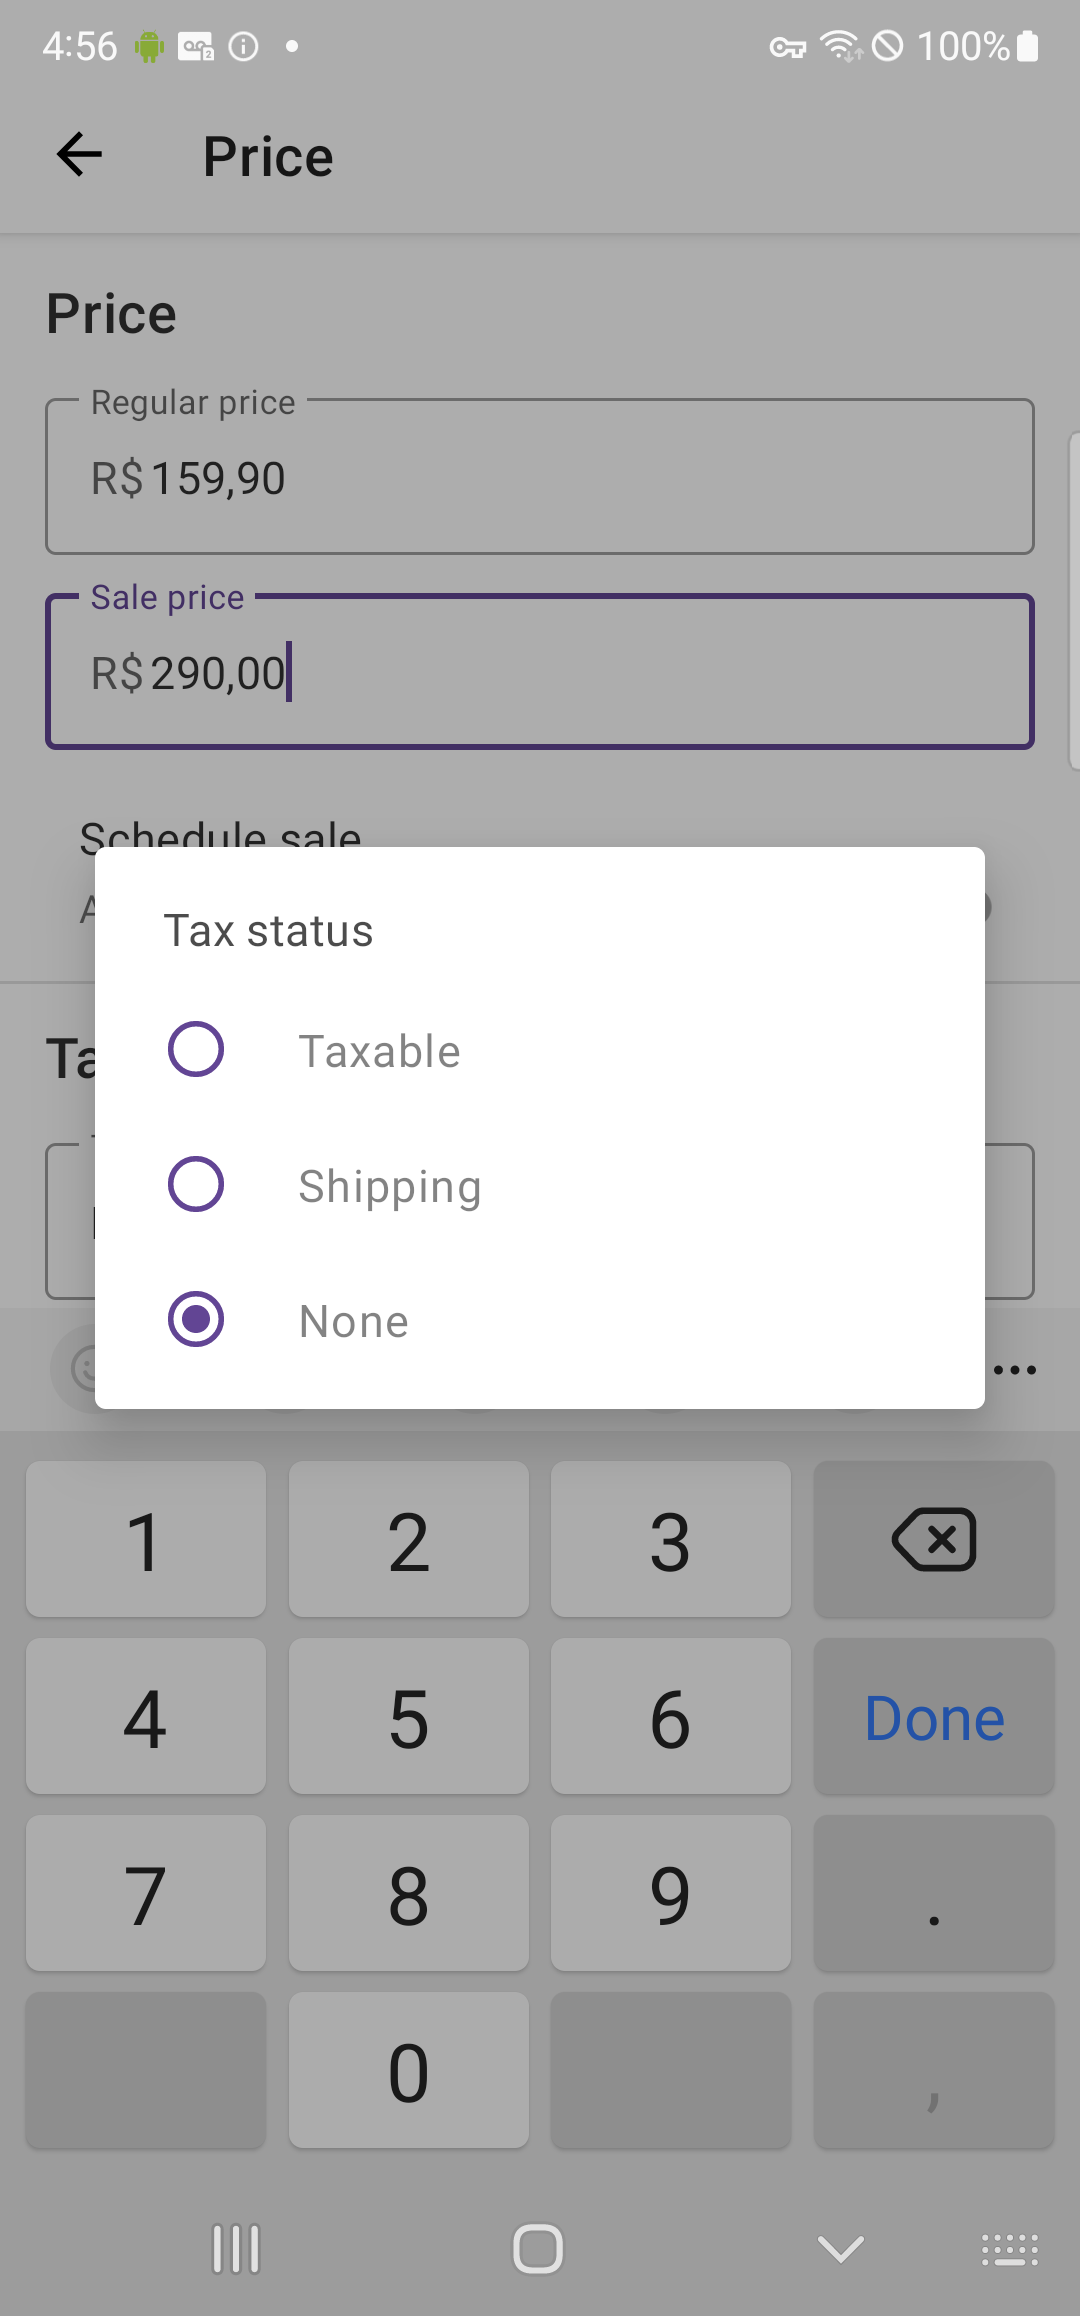 4:56 100%
Price
Price
Regular price
R$ 159,90
Sale price
R$ 290,00
Schedule sale
Tax status
Taxable
Shipping
None
1 2 3
4 5 6 Done
7 8 9 .
0 ,